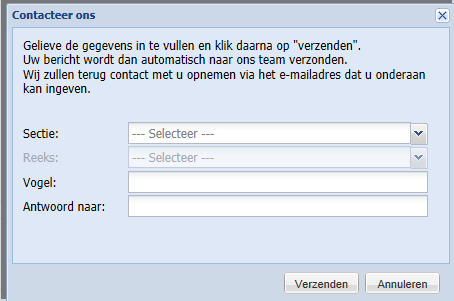 Contacteer ons
Gelieve de gegevens in te vullen en klik daarna op "verzenden".
Uw bericht wordt dan automatisch naar ons team verzonden.
Wij zullen terug contact met u opnemen via het e-mailadres dat u onderaan
kan ingeven.
Sectie: --- Selecteer ---
Reeks: --- Selecteer ---
Vogel:
Antwoord naar:
Verzenden Annuleren